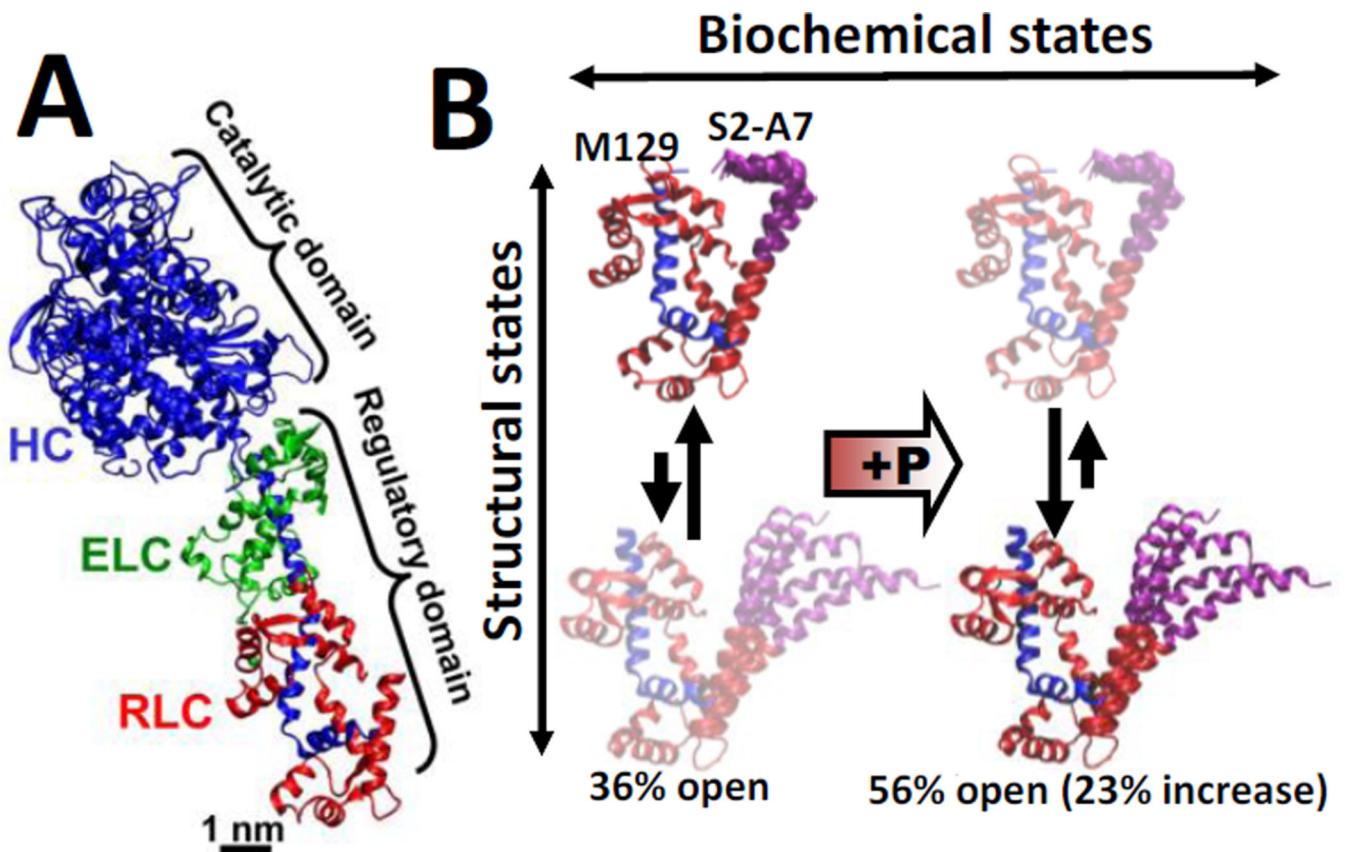 A
Catalytic domain
HC
ELC
Regulatory domain
RLC
1 nm
B
Biochemical states
M129
S2-A7
Structural states
+P
36% open
56% open (23% increase)